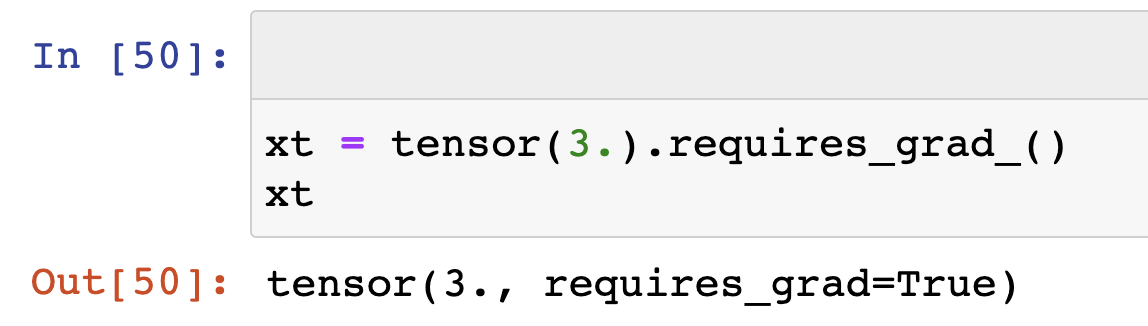 In [50]:
xt = tensor(3.).requires_grad_()
xt
Out[50]: tensor(3., requires_grad=True)